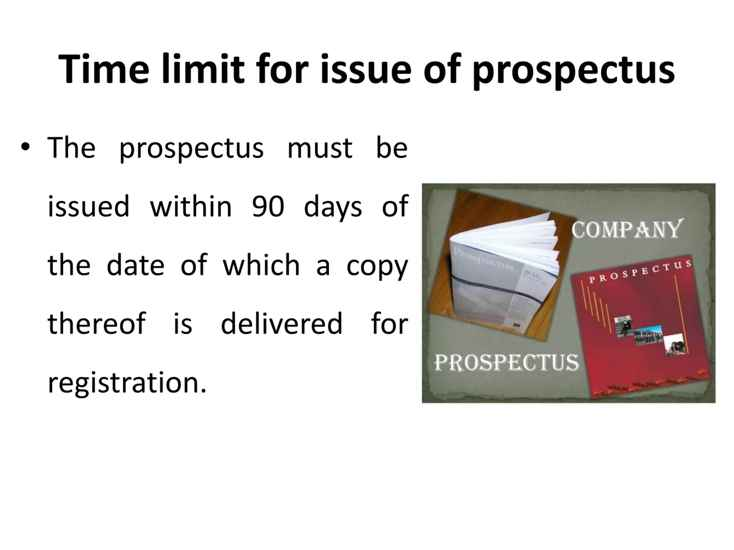 Time limit for issue of prospectus
• The prospectus must be
issued within 90 days of
the date of which a copy
thereof is delivered for
registration.
COMPANY
Prospectus
PROSPECTUS
PROSPECTUS